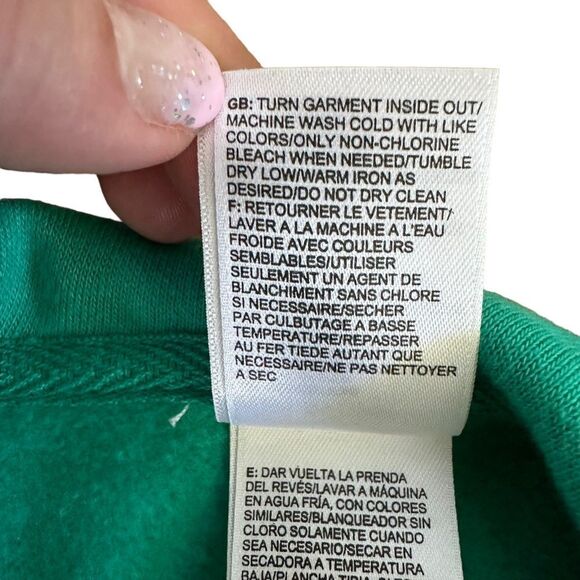 GB: TURN GARMENT INSIDE OUT/
MACHINE WASH COLD WITH LIKE
COLORS/ONLY NON-CHLORINE
BLEACH WHEN NEEDED/TUMBLE
DRY LOW/WARM IRON AS
DESIRED/DO NOT DRY CLEAN
F: RETOURNER LE VETEMENT/
LAVER A LA MACHINE A L'EAU
FROIDE AVEC COULEURS
SEMBLABLES/UTILISER
SEULEMENT UN AGENT DE
BLANCHIMENT SANS CHLORE
SI NECESSAIRE/SECHER
PAR CULBUTAGE A BASSE
TEMPERATURE/REPASSER
AU FER TIEDE AUTANT QUE
NECESSAIRE/NE PAS NETTOYER
A SEC
E: DAR VUELTA LA PRENDA
DEL REVÉS/LAVAR A MÁQUINA
EN AGUA FRÍA, CON COLORES
SIMILARES/BLANQUEADOR SIN
CLORO SOLAMENTE CUANDO
SEA NECESARIO/SECAR EN
SECADORA A TEMPERATURA
BAJA/PLANCHA TIBIA